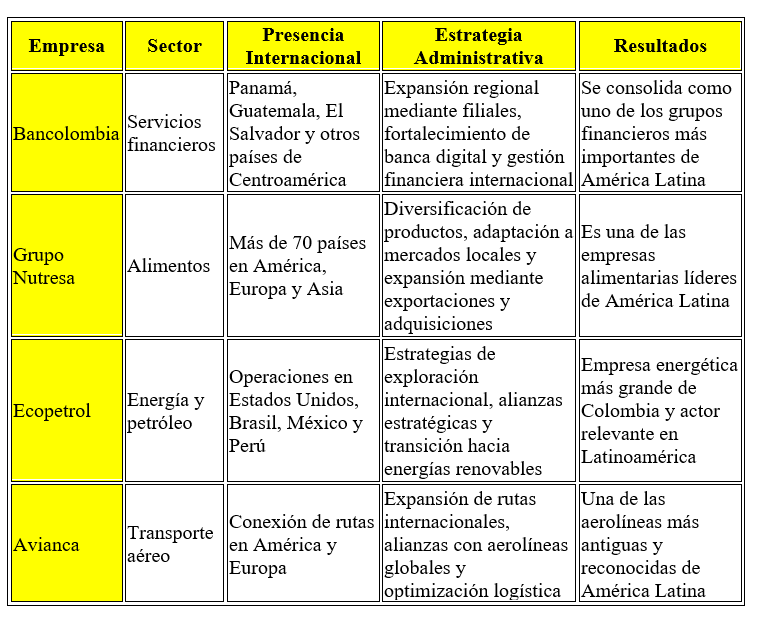 Empresa
Sector
Presencia
Internacional
Estrategia
Administrativa
Resultados
Bancolombia
Servicios
financieros
Panamá,
Guatemala, El
Salvador y otros
países de
Centroamérica
Expansión regional
mediante filiales,
fortalecimiento de
banca digital y gestión
financiera internacional
Se consolida como
uno de los grupos
financieros más
importantes de
América Latina
Grupo
Nutresa
Alimentos
Más de 70 países
en América,
Europa y Asia
Diversificación de
productos, adaptación a
mercados locales y
expansión mediante
exportaciones y
adquisiciones
Es una de las
empresas
alimentarias líderes
de América Latina
Ecopetrol
Energía y
petróleo
Operaciones en
Estados Unidos,
Brasil, México y
Perú
Estrategias de
exploración
internacional, alianzas
estratégicas y
transición hacia
energías renovables
Empresa energética
más grande de
Colombia y actor
relevante en
Latinoamérica
Avianca
Transporte
aéreo
Conexión de rutas
en América y
Europa
Expansión de rutas
internacionales,
alianzas con aerolíneas
globales y
optimización logística
Una de las
aerolíneas más
antiguas y
reconocidas de
América Latina